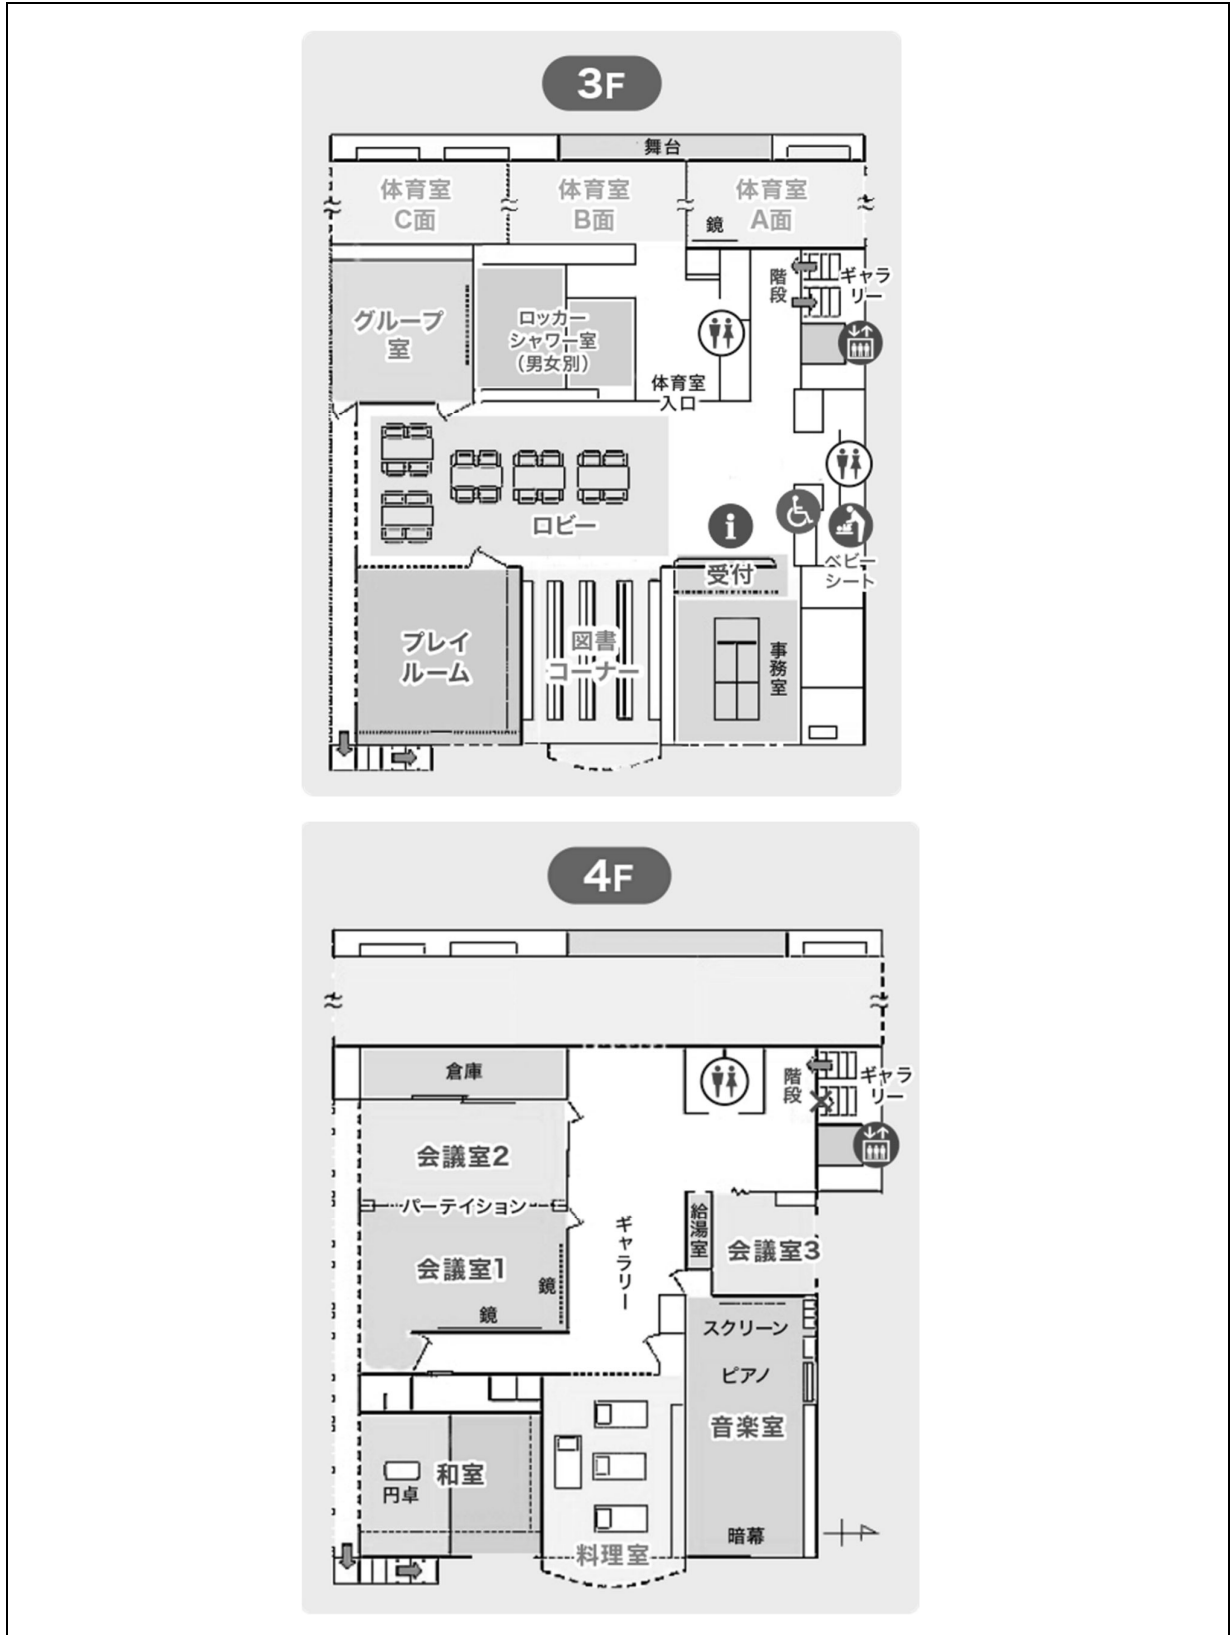 3F
舞台
体育室
C面
体育室
B面
体育室
A面
鏡
階段
ギャラ
リー
グループ
室
ロッカー
シャワー室
（男女別）
体育室
入口
ロビー
i
受付
ベビー
シート
プレイ
ルーム
図書
コーナー
事務室
4F
倉庫
階段
ギャラ
リー
会議室2
パーテイション
会議室1
鏡
鏡
ギャラリー
給湯室
会議室3
スクリーン
ピアノ
音楽室
和室
円卓
暗幕
料理室